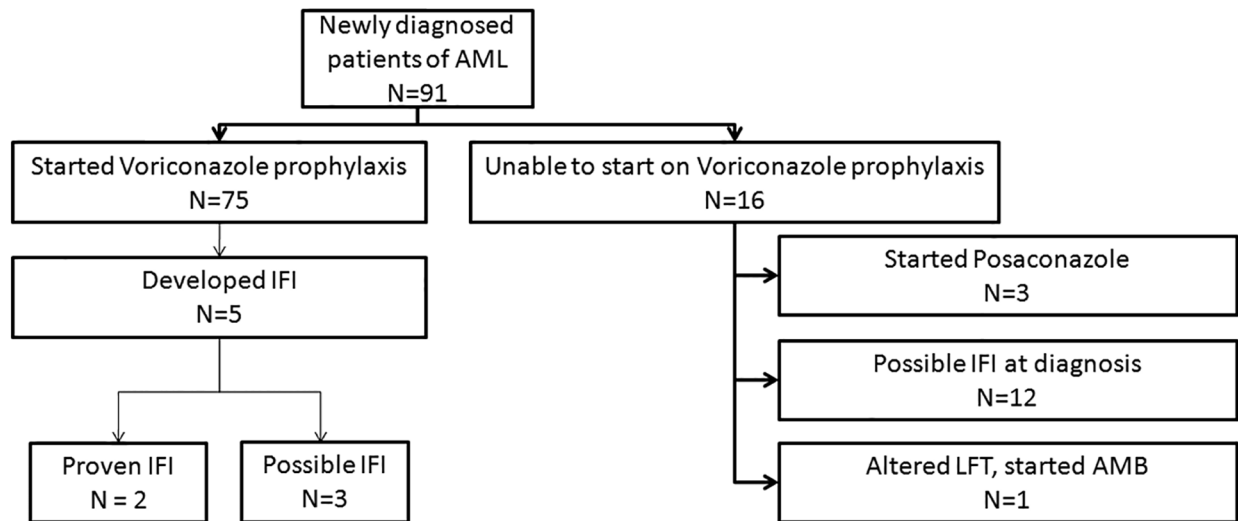 Newly diagnosed
patients of AML
N=91
Started Voriconazole prophylaxis
N=75
Unable to start on Voriconazole prophylaxis
N=16
Developed IFI
N=5
Started Posaconazole
N=3
Possible IFI at diagnosis
N=12
Proven IFI
N = 2
Possible IFI
N=3
Altered LFT, started AMB
N=1